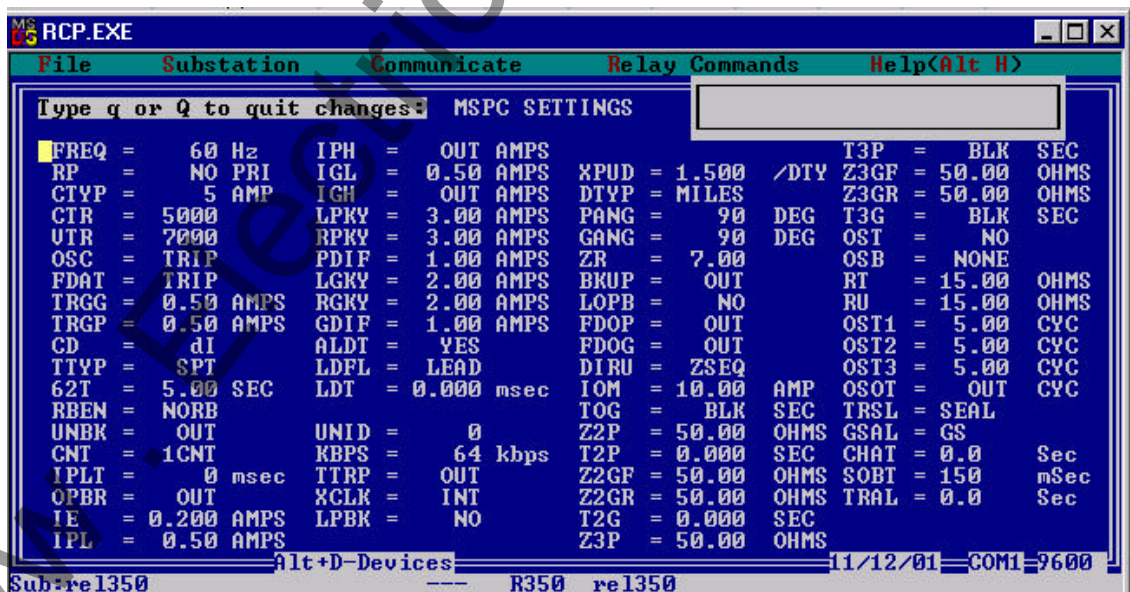 RCP.EXE
File Substation Communicate Relay Commands Help(Alt H)
Type q or Q to quit changes: MSPC SETTINGS
FREQ = 60 Hz IPH = OUT AMPS T3P = BLK SEC
RP = NO PRI IGL = 0.50 AMPS XPUD = 1.500 /DTY Z3GF = 50.00 OHMS
CTYP = 5 AMP IGH = OUT AMPS DTYP = MILES Z3GR = 50.00 OHMS
CTR = 5000 LPKY = 3.00 AMPS PANG = 90 DEG T3G = BLK SEC
VTR = 7000 RPKY = 3.00 AMPS GANG = 90 DEG OST = NO
OSC = TRIP PDIF = 1.00 AMPS ZR = 7.00 OSB = NONE
FDAT = TRIP LGKY = 2.00 AMPS BKUP = OUT RT = 15.00 OHMS
TRGG = 0.50 AMPS RGKY = 2.00 AMPS LOPB = NO RU = 15.00 OHMS
TRGP = 0.50 AMPS GDIF = 1.00 AMPS FDOP = OUT OST1 = 5.00 CYC
CD = dI ALDT = YES FDOG = OUT OST2 = 5.00 CYC
TTYP = SPT LDFL = LEAD DIRU = ZSEQ OST3 = 5.00 CYC
62T = 5.00 SEC LDT = 0.000 msec IOM = 10.00 AMP OSOT = OUT CYC
RBEN = NORB TOG = BLK SEC TRSL = SEAL
UNBK = OUT UNID = 0 Z2P = 50.00 OHMS GSAL = GS
CNT = 1CNT KBPS = 64 kbps T2P = 0.000 SEC CHAT = 0.0 Sec
IPLT = 0 msec TTRP = OUT Z2GF = 50.00 OHMS SOBT = 150 mSec
OPBR = OUT XCLK = INT Z2GR = 50.00 OHMS TRAL = 0.0 Sec
IE = 0.200 AMPS LPBK = NO T2G = 0.000 SEC
IPL = 0.50 AMPS Z3P = 50.00 OHMS
Alt+D-Devices 11/12/01 COM1 9600
Sub:rel350 --- R350 rel350